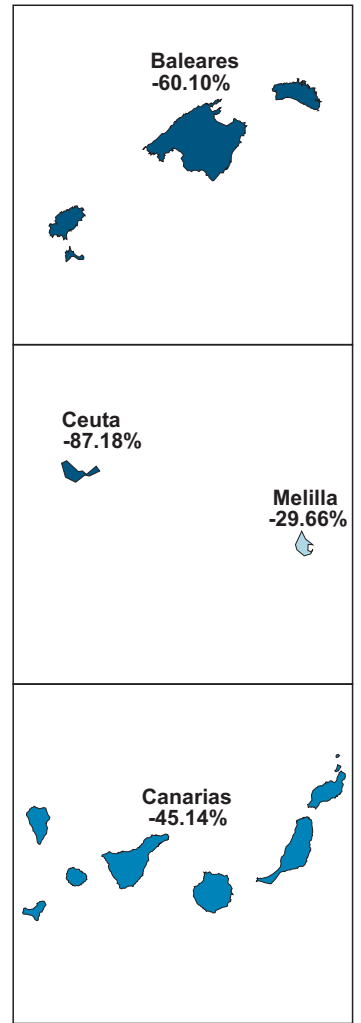 Baleares
-60.10%
Ceuta
-87.18%
Melilla
-29.66%
Canarias
-45.14%